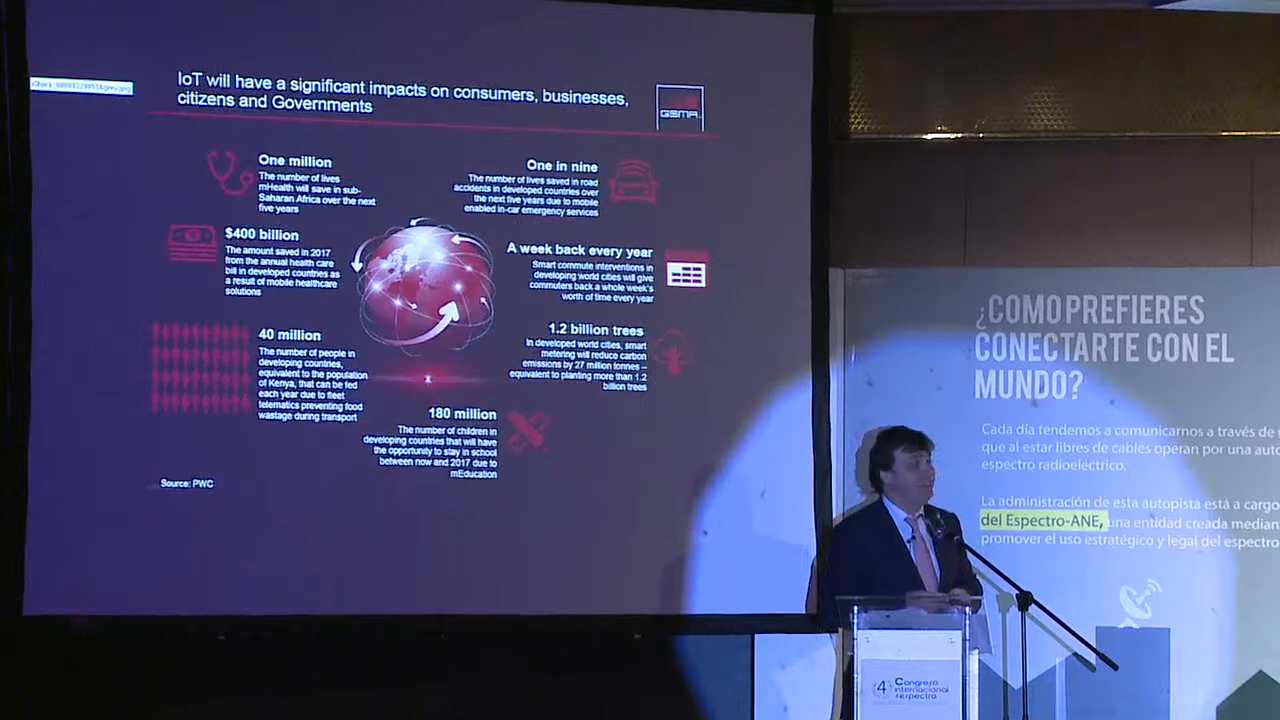 IoT will have a significant impacts on consumers, businesses,
citizens and Governments
GSMA
One million
The number of lives
mHealth will save in sub-
Saharan Africa over the next
five years
One in nine
The number of lives saved in road
accidents in developed countries over
the next five years due to mobile
enabled in-car emergency services
$400 billion
The amount saved in 2017
from the annual health care
bill in developed countries as
a result of mobile healthcare
solutions
A week back every year
Smart commute interventions in
developing world cities will give
commuters back a whole week's
worth of time every year
40 million
The number of people in
developing countries,
equivalent to the population
of Kenya, that can be fed
each year due to fleet
telematics preventing food
wastage during transport
1.2 billion trees
In developed world cities, smart
metering will reduce carbon
emissions by 27 million tonnes –
equivalent to planting more than 1.2
billion trees
180 million
The number of children in
developing countries that will have
the opportunity to stay in school
between now and 2017 due to
mEducation
Source: PWC
¿COMO PREFIERES
CONECTARTE CON EL
MUNDO?
Cada día tendemos a comunicarnos a través de
que al estar libres de cables operan por una
espectro radioeléctrico.
La administración de esta autopista está a cargo
del Espectro-ANE, una entidad creada
promover el uso estratégico y legal del espectro
4 Congreso
internacional
espectro